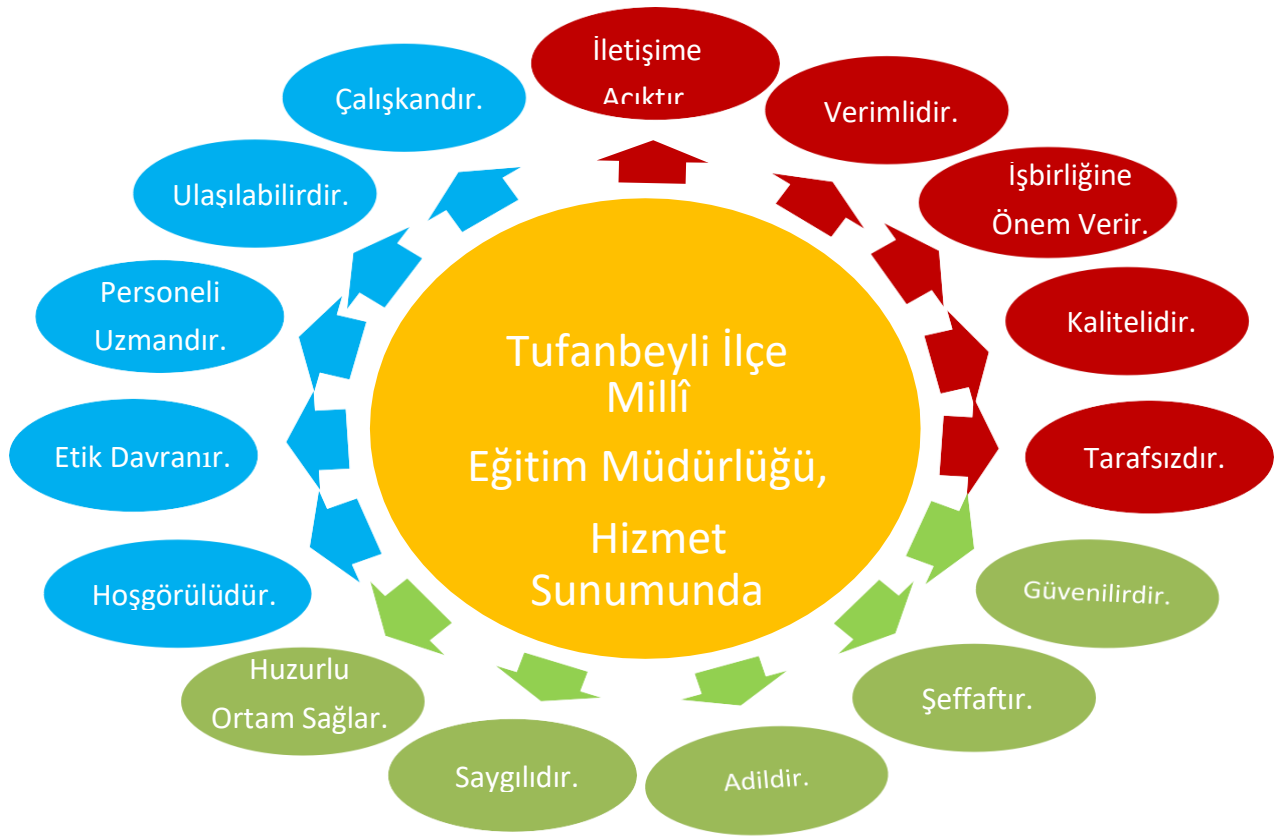 İletişime
Açıktır
Verimlidir.
İşbirliğine
Önem Verir.
Kalitelidir.
Tarafsızdır.
Güvenilirdir.
Şeffaftır.
Adildir.
Saygılıdır.
Huzurlu
Ortam Sağlar.
Hoşgörülüdür.
Etik Davranır.
Personeli
Uzmandır.
Ulaşılabilirdir.
Çalışkandır.
Tufanbeyli İlçe
Millî
Eğitim Müdürlüğü,
Hizmet
Sunumunda